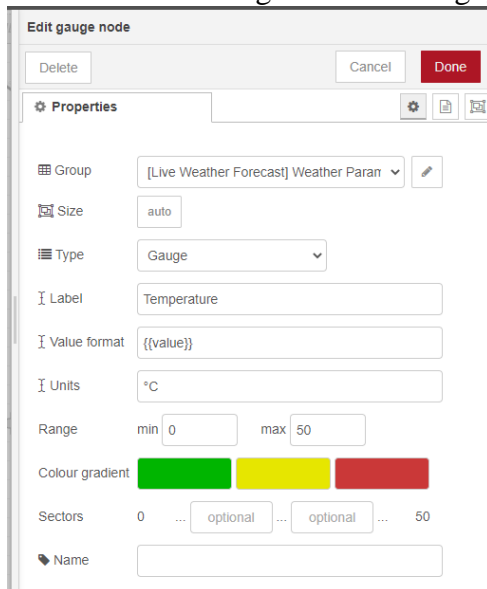 Edit gauge node
Delete Cancel Done
Properties
Group [Live Weather Forecast] Weather Param
Size auto
Type Gauge
Label Temperature
Value format {{value}}
Units °C
Range min 0 max 50
Colour gradient
Sectors 0 ... optional ... optional ... 50
Name